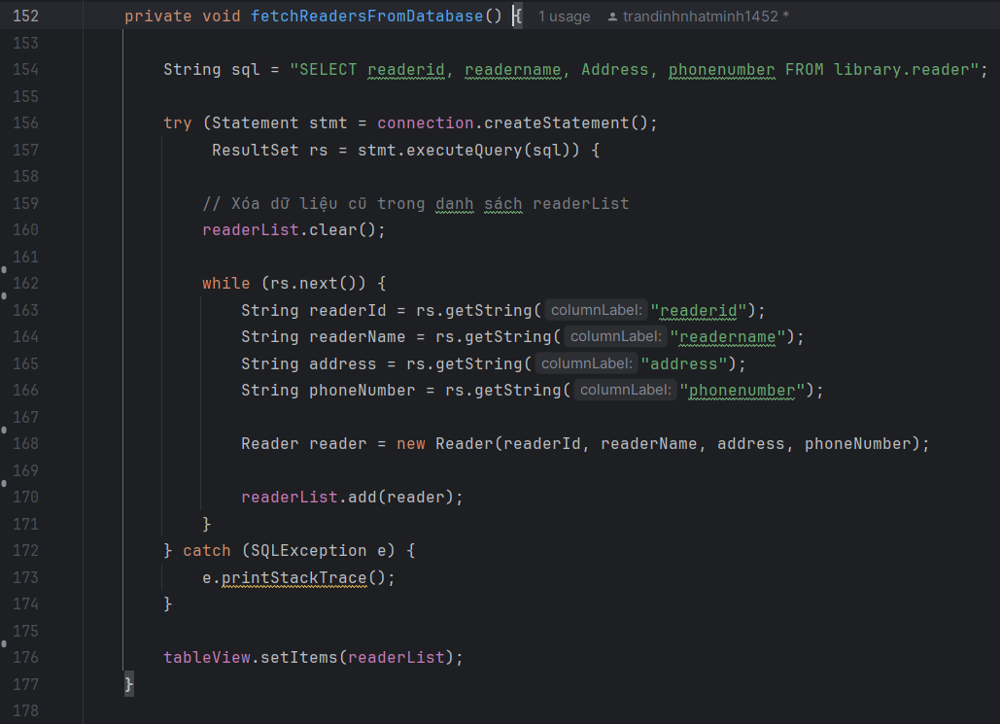 152 private void fetchReadersFromDatabase() { 1 usage trandinhnhatminh1452 *
153
154 String sql = "SELECT readerid, readername, Address, phonenumber FROM library.reader";
155
156 try (Statement stmt = connection.createStatement();
157 ResultSet rs = stmt.executeQuery(sql)) {
158
159 // Xóa dữ liệu cũ trong danh sách readerList
160 readerList.clear();
161
162 while (rs.next()) {
163 String readerId = rs.getString( columnLabel: "readerid");
164 String readerName = rs.getString( columnLabel: "readername");
165 String address = rs.getString( columnLabel: "address");
166 String phoneNumber = rs.getString( columnLabel: "phonenumber");
167
168 Reader reader = new Reader(readerId, readerName, address, phoneNumber);
169
170 readerList.add(reader);
171 }
172 } catch (SQLException e) {
173 e.printStackTrace();
174 }
175
176 tableView.setItems(readerList);
177 }
178